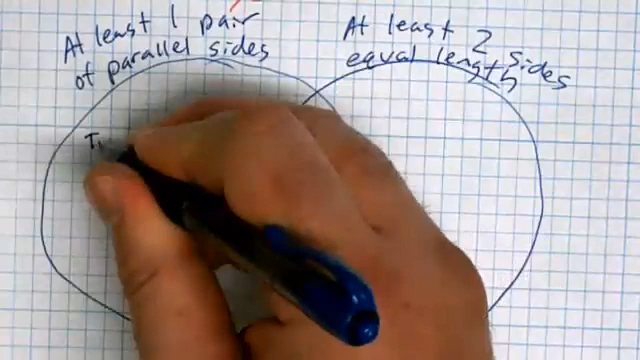 At least 1 pair
of parallel sides
At least 2 sides
equal length